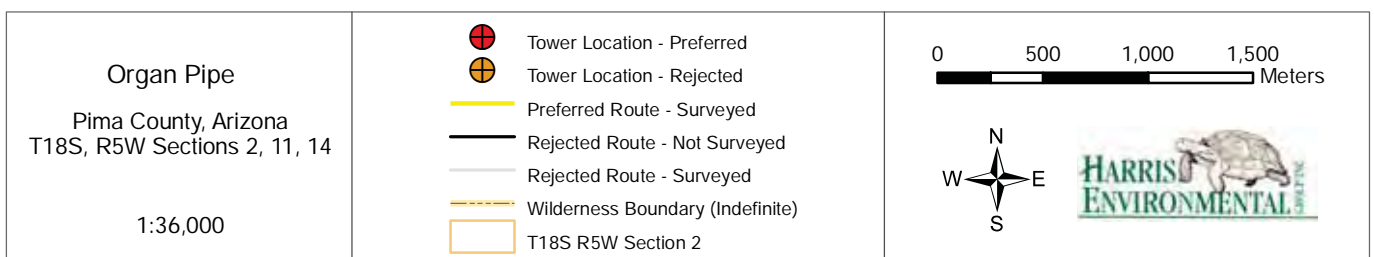 Organ Pipe
Pima County, Arizona
T18S, R5W Sections 2, 11, 14
1:36,000
Tower Location - Preferred
Tower Location - Rejected
Preferred Route - Surveyed
Rejected Route - Not Surveyed
Rejected Route - Surveyed
Wilderness Boundary (Indefinite)
T18S R5W Section 2
0 500 1,000 1,500
Meters
N
W E
S
HARRIS
ENVIRONMENTAL